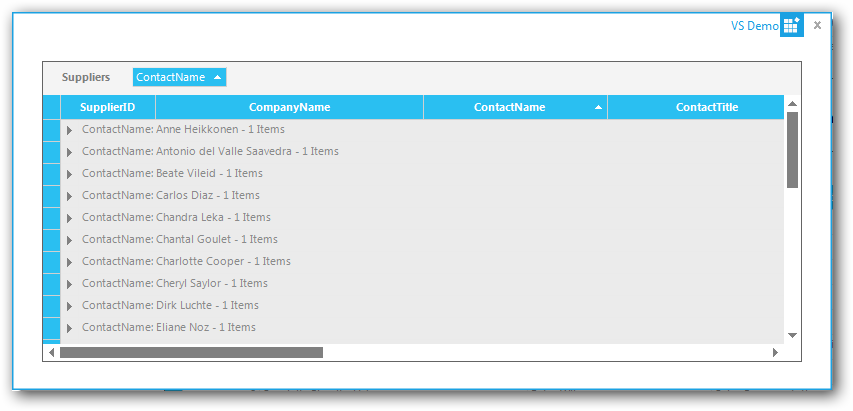 VS Demo
Suppliers ContactName
SupplierID CompanyName ContactName ContactTitle
ContactName: Anne Heikkonen - 1 Items
ContactName: Antonio del Valle Saavedra - 1 Items
ContactName: Beate Vileid - 1 Items
ContactName: Carlos Diaz - 1 Items
ContactName: Chandra Leka - 1 Items
ContactName: Chantal Goulet - 1 Items
ContactName: Charlotte Cooper - 1 Items
ContactName: Cheryl Saylor - 1 Items
ContactName: Dirk Luchte - 1 Items
ContactName: Eliane Noz - 1 Items